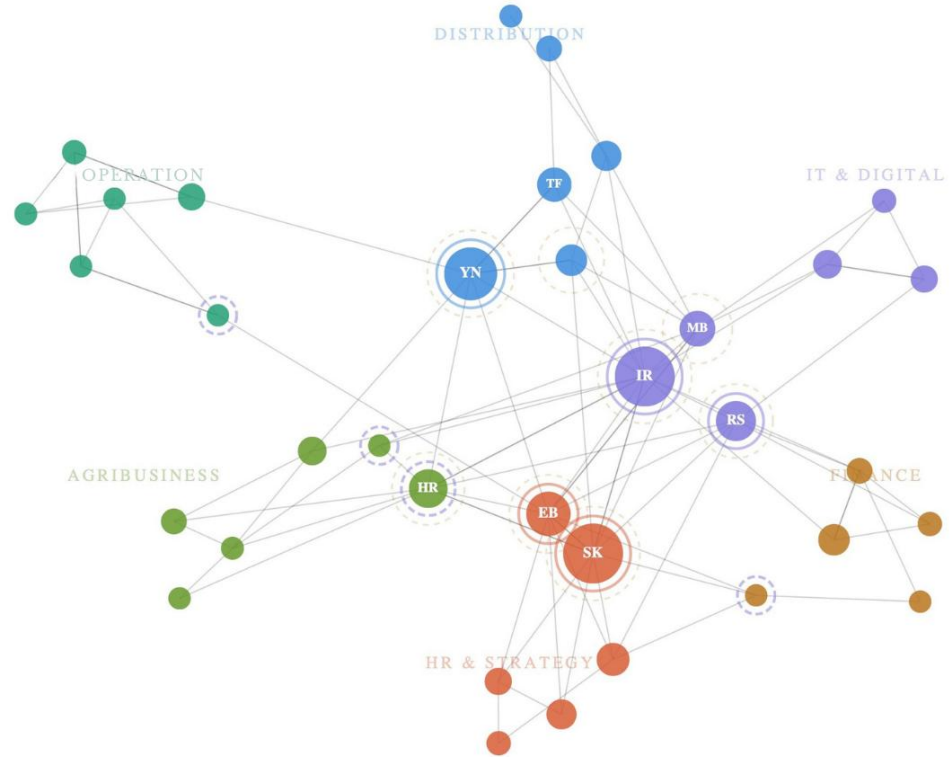 DISTRIBUTION
OPERATION
IT & DIGITAL
TF
YN
MB
IR
RS
AGRIBUSINESS
FINANCE
HR
EB
SK
HR & STRATEGY